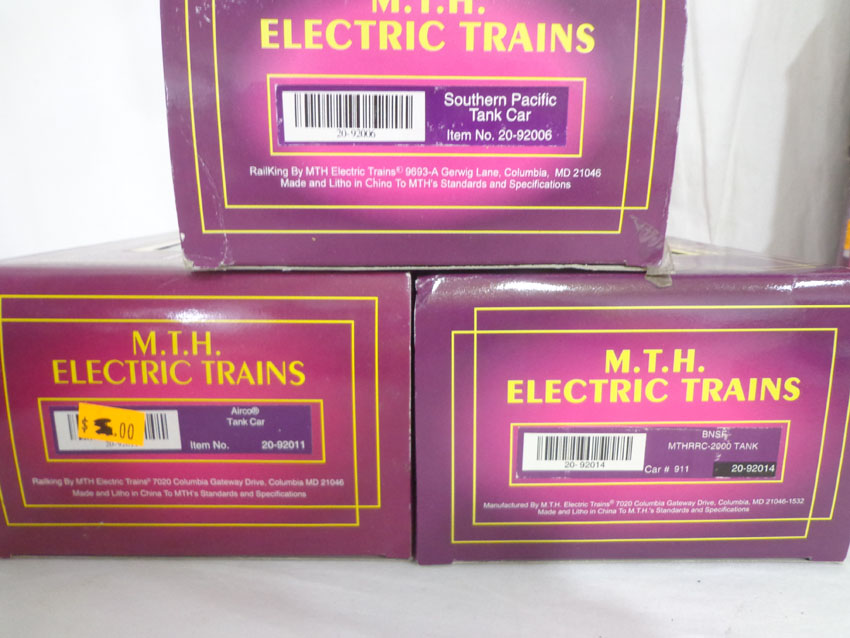 M.T.H.
ELECTRIC TRAINS
Southern Pacific
Tank Car
20-92006
Item No. 20-92006
RailKing By MTH Electric Trains® 9693-A Gerwig Lane, Columbia, MD 21046
Made and Litho in China To MTH's Standards and Specifications
M.T.H.
ELECTRIC TRAINS
Airco®
Tank Car
$ .00
Item No. 20-92011
Railking By MTH Electric Trains® 7020 Columbia Gateway Drive, Columbia MD 21046
Made and Litho in China To MTH's Standards and Specifications
M.T.H.
ELECTRIC TRAINS
BNSF
MTHRRC-2000 TANK
20-92014
Car # 911 20-92014
Manufactured By M.T.H. Electric Trains® 7020 Columbia Gateway Drive, Columbia, MD 21046-1532
Made and Litho in China To M.T.H.'s Standards and Specifications